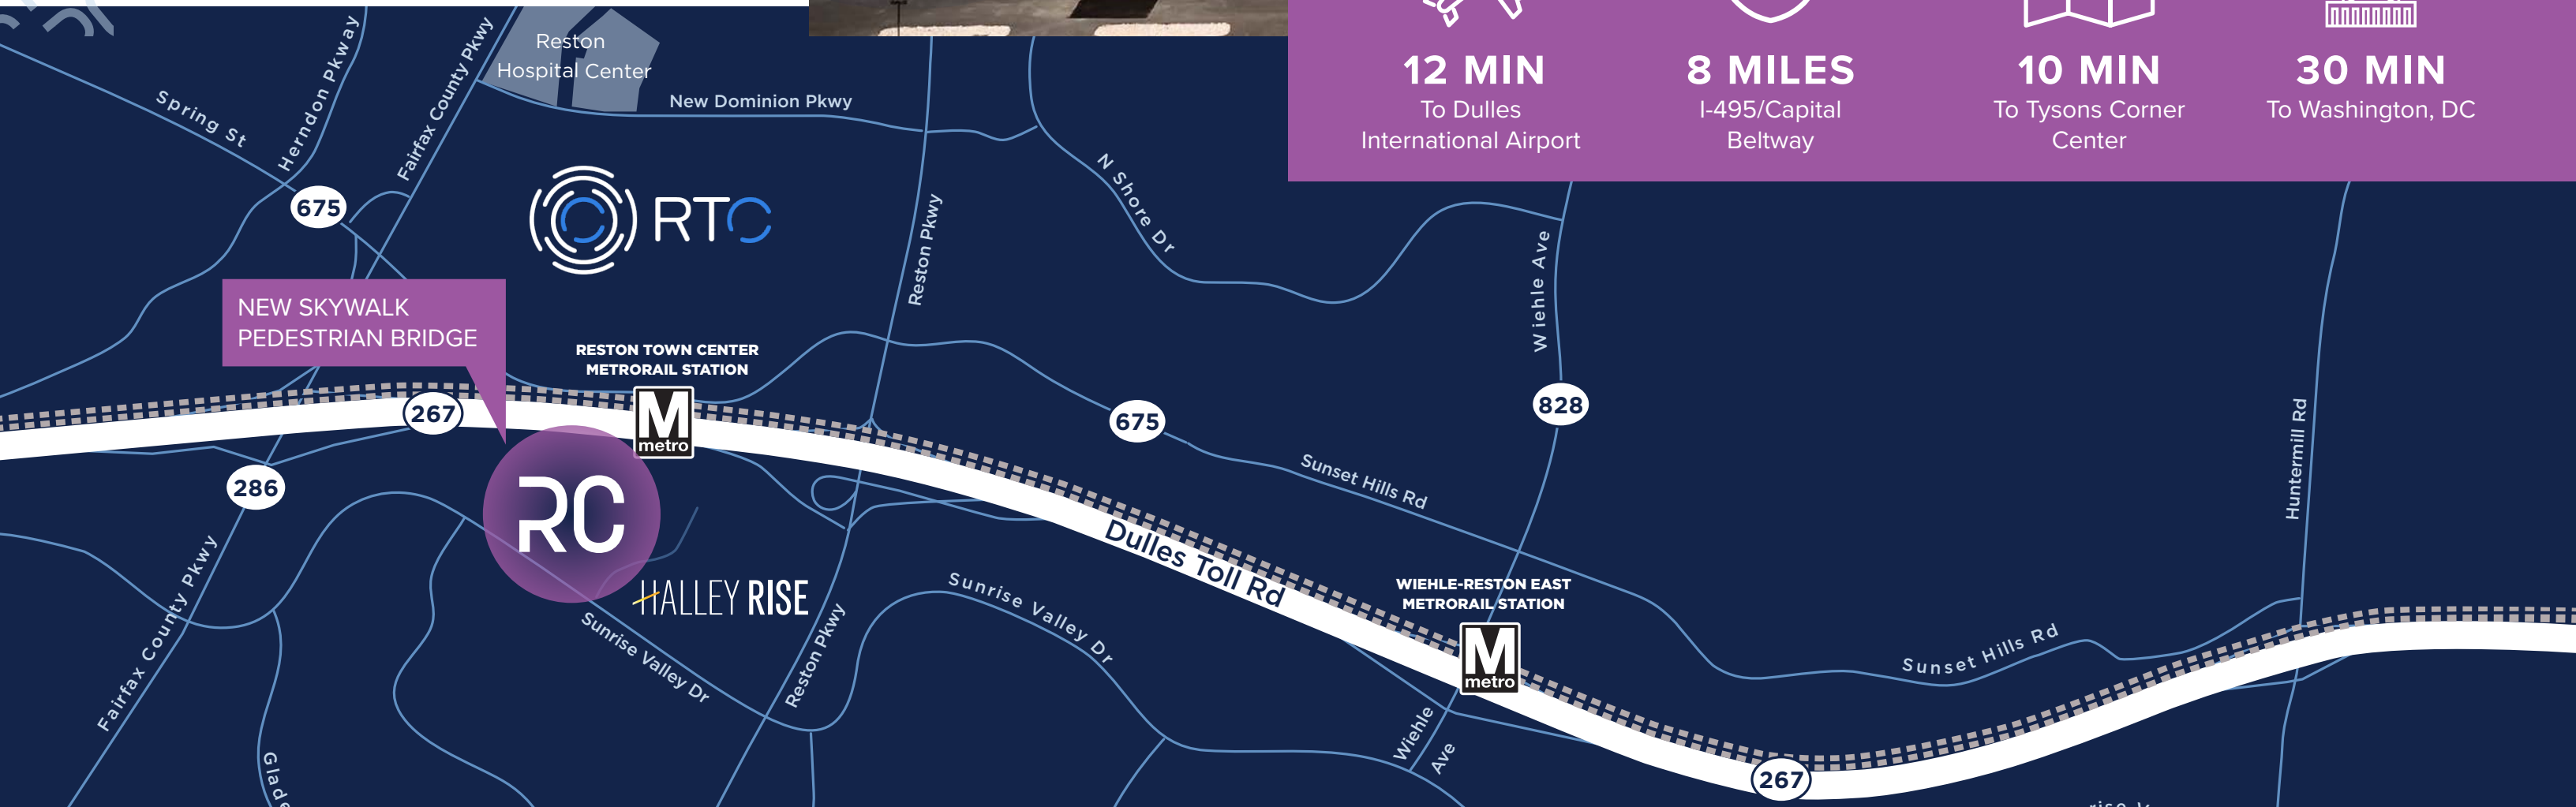 Reston
Hospital Center
12 MIN
To Dulles
International Airport
8 MILES
I-495/Capital
Beltway
10 MIN
To Tysons Corner
Center
30 MIN
To Washington, DC
Spring St
Herndon Pkway
Fairfax County Pkwy
New Dominion Pkwy
N Shore Dr
675
RTC
Reston Pkwy
Wiehle Ave
NEW SKYWALK
PEDESTRIAN BRIDGE
RESTON TOWN CENTER
METRORAIL STATION
M
metro
267
675
828
Huntermill Rd
286
RC
Sunset Hills Rd
Dulles Toll Rd
HALLEY RISE
Fairfax County Pkwy
Sunrise Valley Dr
Reston Pkwy
Sunrise Valley Dr
WIEHLE-RESTON EAST
METRORAIL STATION
M
metro
Sunset Hills Rd
Wiehle
Ave
Glade
267